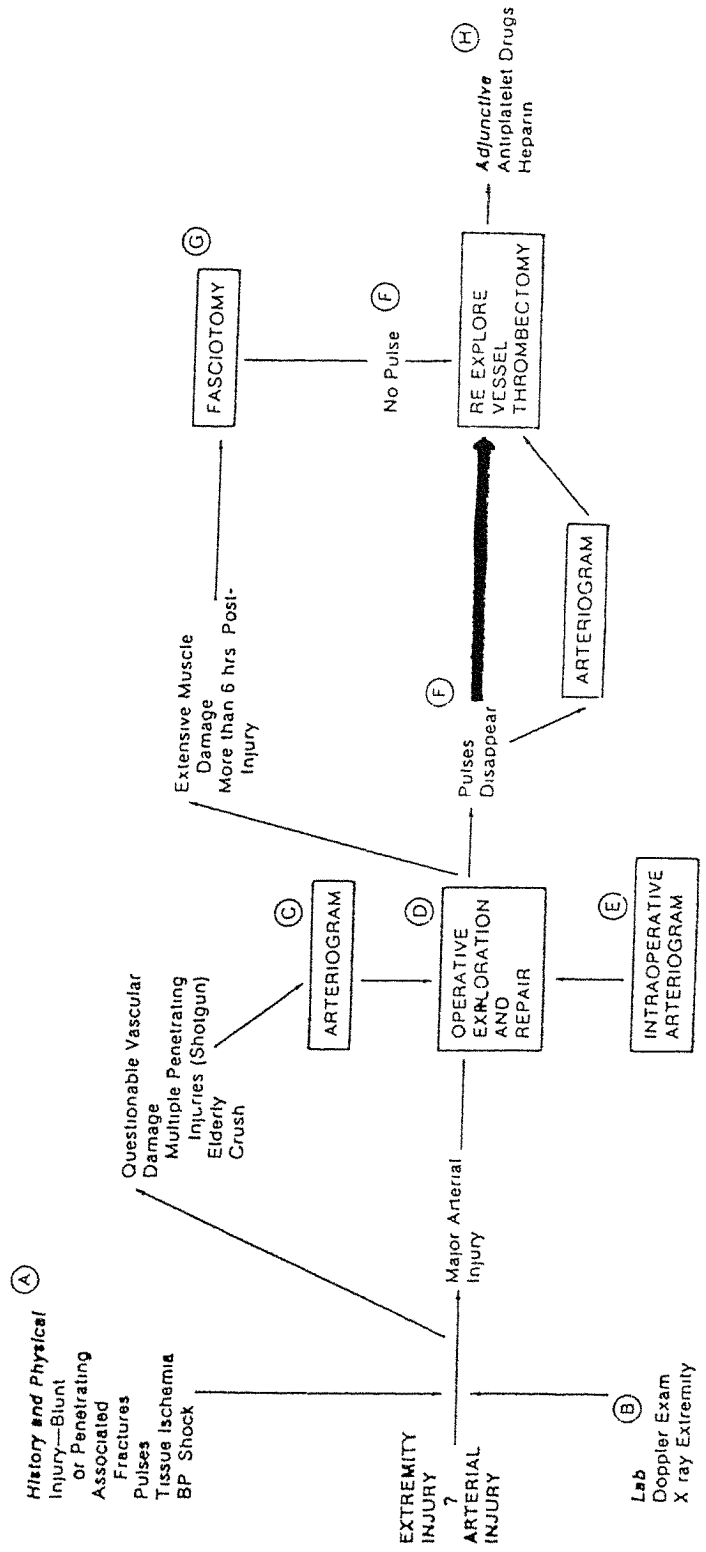 History and Physical
Injury—Blunt
or Penetrating
Associated
Fractures
Pulses
Tissue Ischemia
BP Shock
A
EXTREMITY
INJURY
?
ARTERIAL
INJURY
B
Lab
Doppler Exam
X ray Extremity
Questionable Vascular
Damage
Multiple Penetrating
Injuries (Shotgun)
Elderly
Crush
Major Arterial
Injury
C
ARTERIOGRAM
D
OPERATIVE
EXPLORATION
AND
REPAIR
E
INTRAOPERATIVE
ARTERIOGRAM
Extensive Muscle
Damage
More than 6 hrs Post-
Injury
Pulses
Disappear
F
ARTERIOGRAM
G
FASCIOTOMY
No Pulse
F
RE EXPLORE
VESSEL
THROMBECTOMY
H
Adjunctive
Antiplatelet Drugs
Heparin